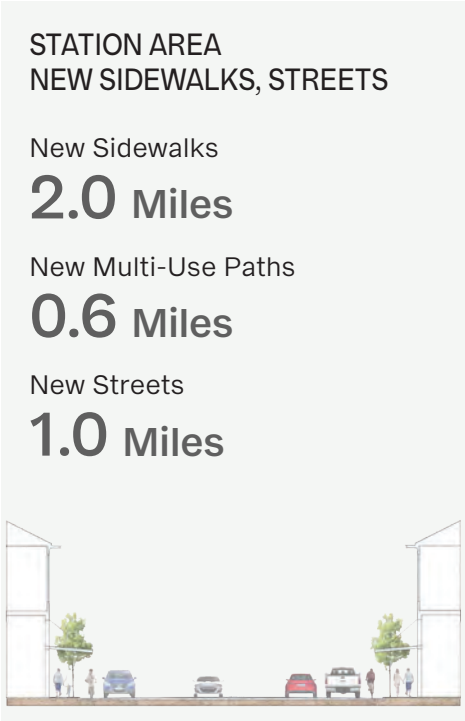 STATION AREA
NEW SIDEWALKS, STREETS
New Sidewalks
2.0 Miles
New Multi-Use Paths
0.6 Miles
New Streets
1.0 Miles